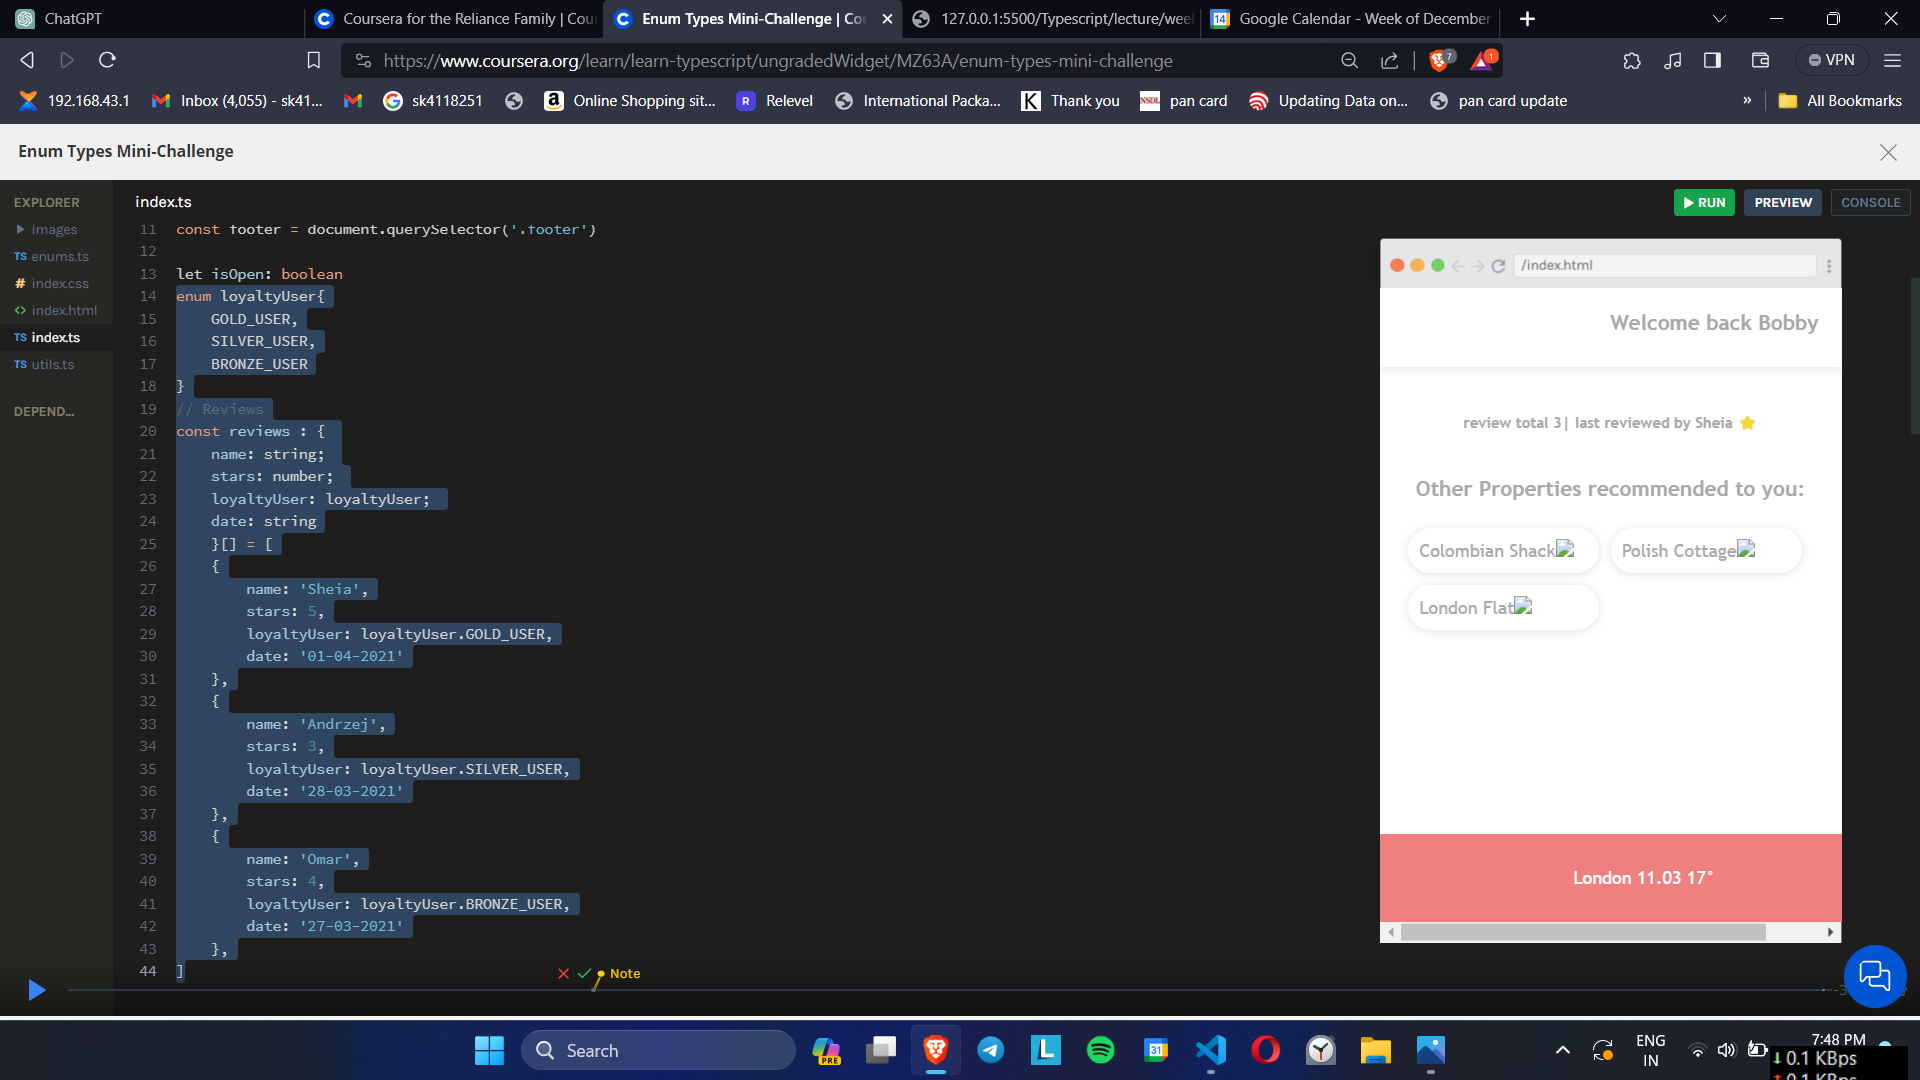 ChatGPT
Coursera for the Reliance Family | Cou
Enum Types Mini-Challenge | Co
127.0.0.1:5500/Typescript/lecture/wee
Google Calendar - Week of December
https://www.coursera.org/learn/learn-typescript/ungradedWidget/MZ63A/enum-types-mini-challenge
7
1
VPN
192.168.43.1
Inbox (4,055) - sk41...
sk4118251
Online Shopping sit...
Relevel
International Packa...
Thank you
pan card
Updating Data on...
pan card update
»
All Bookmarks
Enum Types Mini-Challenge
EXPLORER
images
TS enums.ts
# index.css
<> index.html
TS index.ts
TS utils.ts
DEPEND...
index.ts
RUN
PREVIEW
CONSOLE
11 const footer = document.querySelector('.footer')
12
13 let isOpen: boolean
14 enum loyaltyUser{
15 GOLD_USER,
16 SILVER_USER,
17 BRONZE_USER
18 }
19 // Reviews
20 const reviews : {
21 name: string;
22 stars: number;
23 loyaltyUser: loyaltyUser;
24 date: string
25 }[] = [
26 {
27 name: 'Sheia',
28 stars: 5,
29 loyaltyUser: loyaltyUser.GOLD_USER,
30 date: '01-04-2021'
31 },
32 {
33 name: 'Andrzej',
34 stars: 3,
35 loyaltyUser: loyaltyUser.SILVER_USER,
36 date: '28-03-2021'
37 },
38 {
39 name: 'Omar',
40 stars: 4,
41 loyaltyUser: loyaltyUser.BRONZE_USER,
42 date: '27-03-2021'
43 },
44 ]
Note
/index.html
Welcome back Bobby
review total 3| last reviewed by Sheia ⭐
Other Properties recommended to you:
Colombian Shack
Polish Cottage
London Flat
London 11.03 17°
Search
PRE
31
ENG
IN
7:48 PM
↓ 0.1 KBps